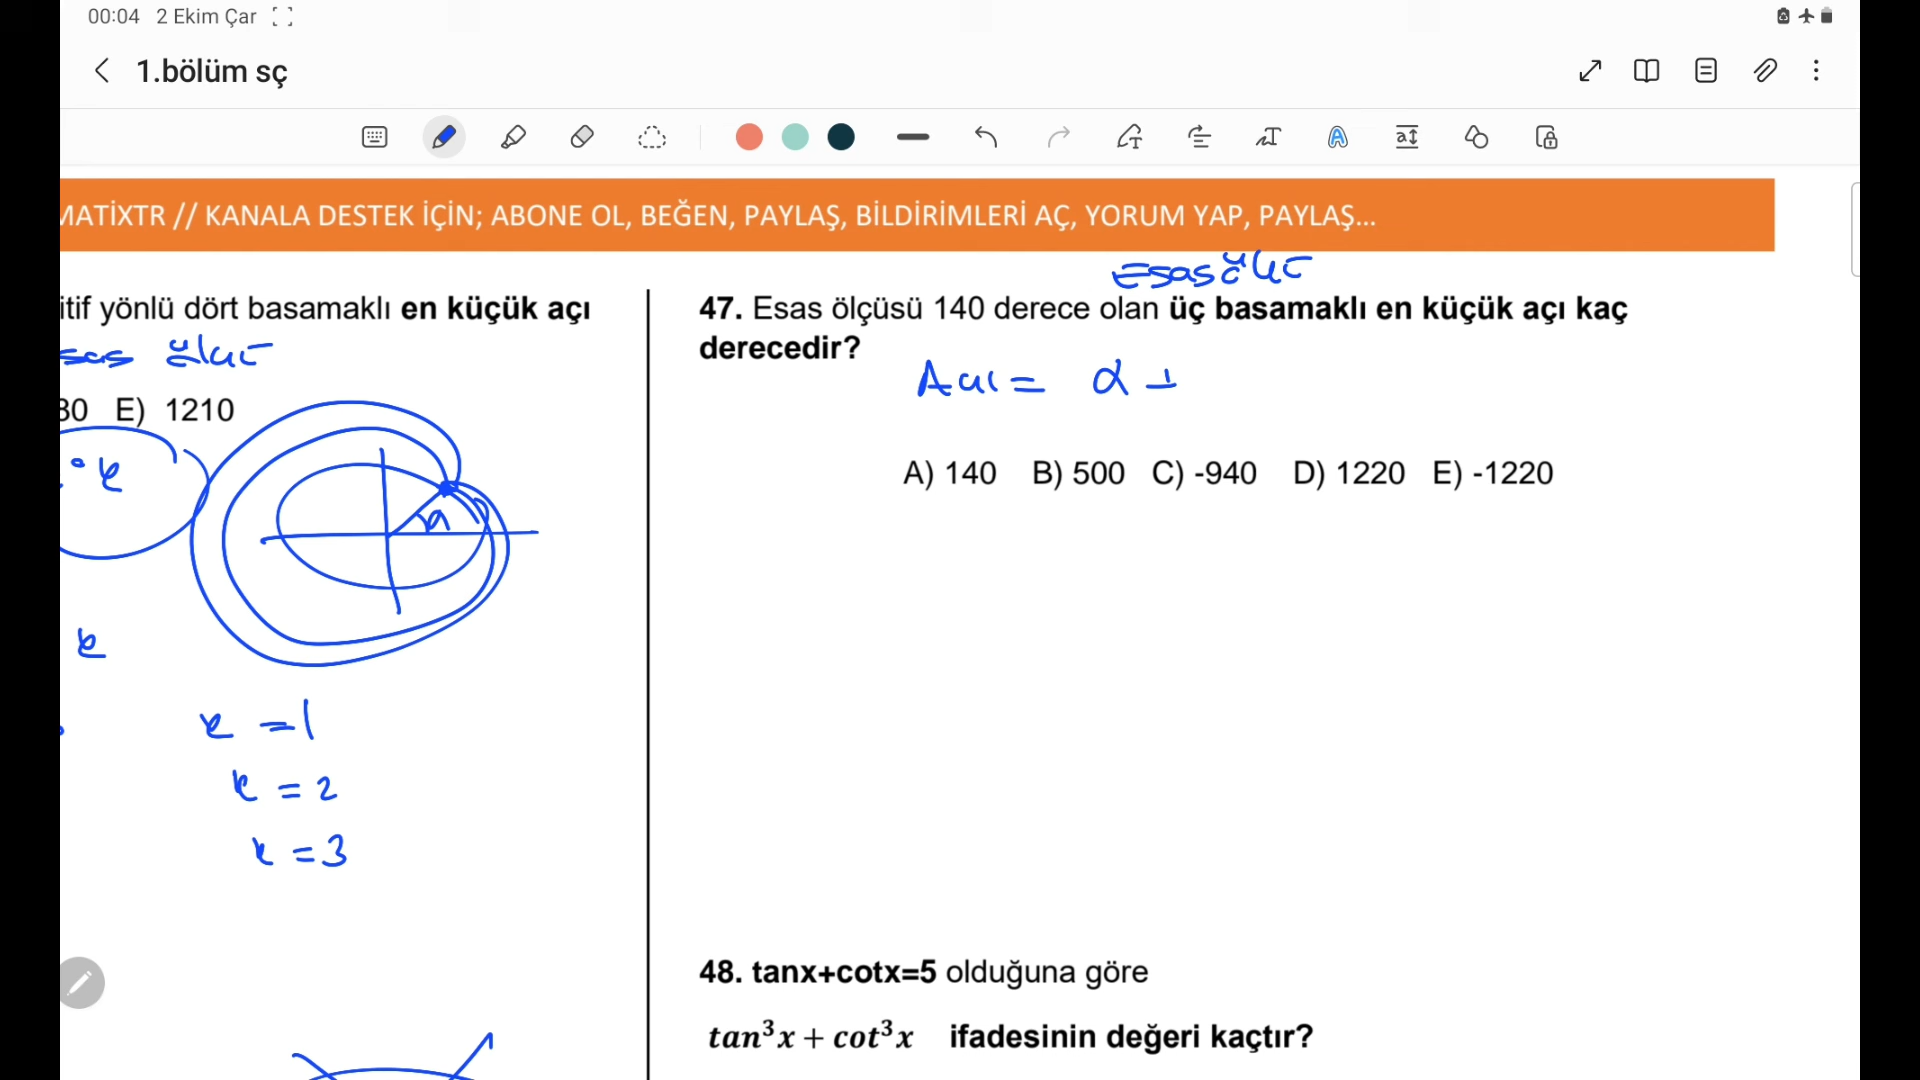 00:04 2 Ekim Çar
1.bölüm sç
MATİXTR // KANALA DESTEK İÇİN; ABONE OL, BEĞEN, PAYLAŞ, BİLDİRİMLERİ AÇ, YORUM YAP, PAYLAŞ...
itif yönlü dört basamaklı en küçük açı
ölçü
80 E) 1210
k
k
k = 1
k = 2
k = 3
Esas ölçü
47. Esas ölçüsü 140 derece olan üç basamaklı en küçük açı kaç
derecedir?
Açı = α +
A) 140 B) 500 C) -940 D) 1220 E) -1220
48. tanx+cotx=5 olduğuna göre
tan³x + cot³x ifadesinin değeri kaçtır?